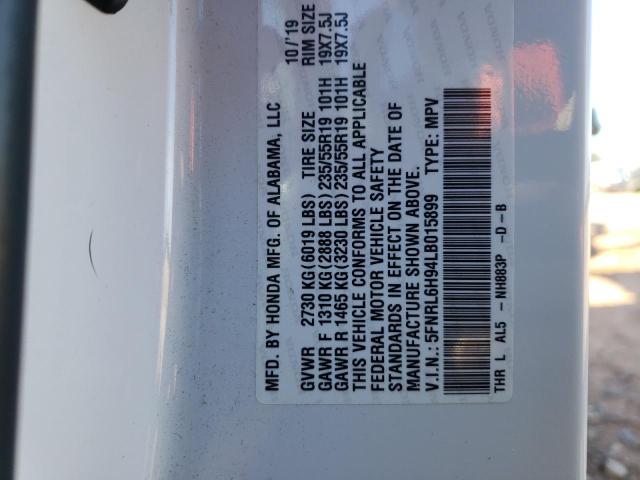 MFD. BY HONDA MFG. OF ALABAMA, LLC 10/'19
GVWR 2730 KG (6019 LBS) TIRE SIZE RIM SIZE
GAWR F 1310 KG (2888 LBS) 235/55R19 101H 19X7.5J
GAWR R 1465 KG (3230 LBS) 235/55R19 101H 19X7.5J
THIS VEHICLE CONFORMS TO ALL APPLICABLE
FEDERAL MOTOR VEHICLE SAFETY
STANDARDS IN EFFECT ON THE DATE OF
MANUFACTURE SHOWN ABOVE.
V.I.N.: 5FNRL6H94LB015899 TYPE: MPV
THR L AL5 - NH883P -D-B